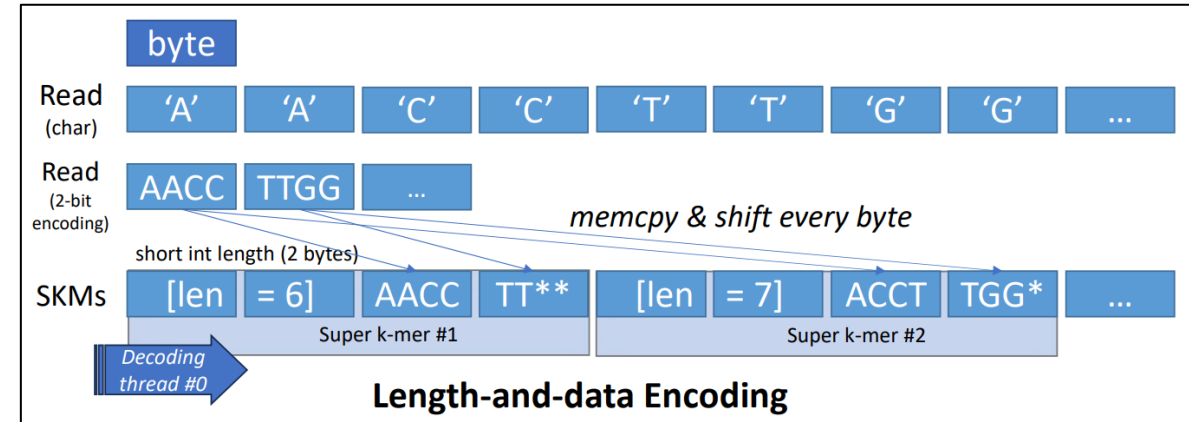 byte
Read ‘A’ ‘A’ ‘C’ ‘C’ ‘T’ ‘T’ ‘G’ ‘G’ ...
(char)
Read
(2-bit
encoding)
AACC TTGG ...
memcpy & shift every byte
short int length (2 bytes)
SKMs [len = 6] AACC TT** [len = 7] ACCT TGG* ...
Super k-mer #1 Super k-mer #2
Decoding
thread #0
Length-and-data Encoding